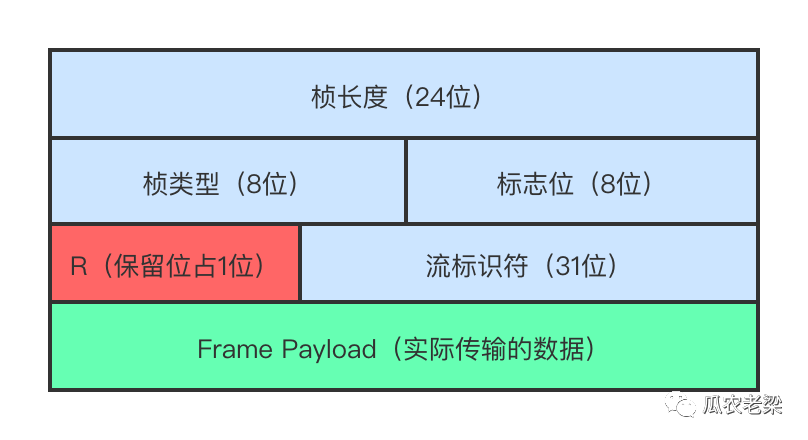 桢长度（24位）
桢类型（8位）
标志位（8位）
R（保留位占1位）
流标识符（31位）
Frame Payload（实际传输的数据）
瓜农老梁